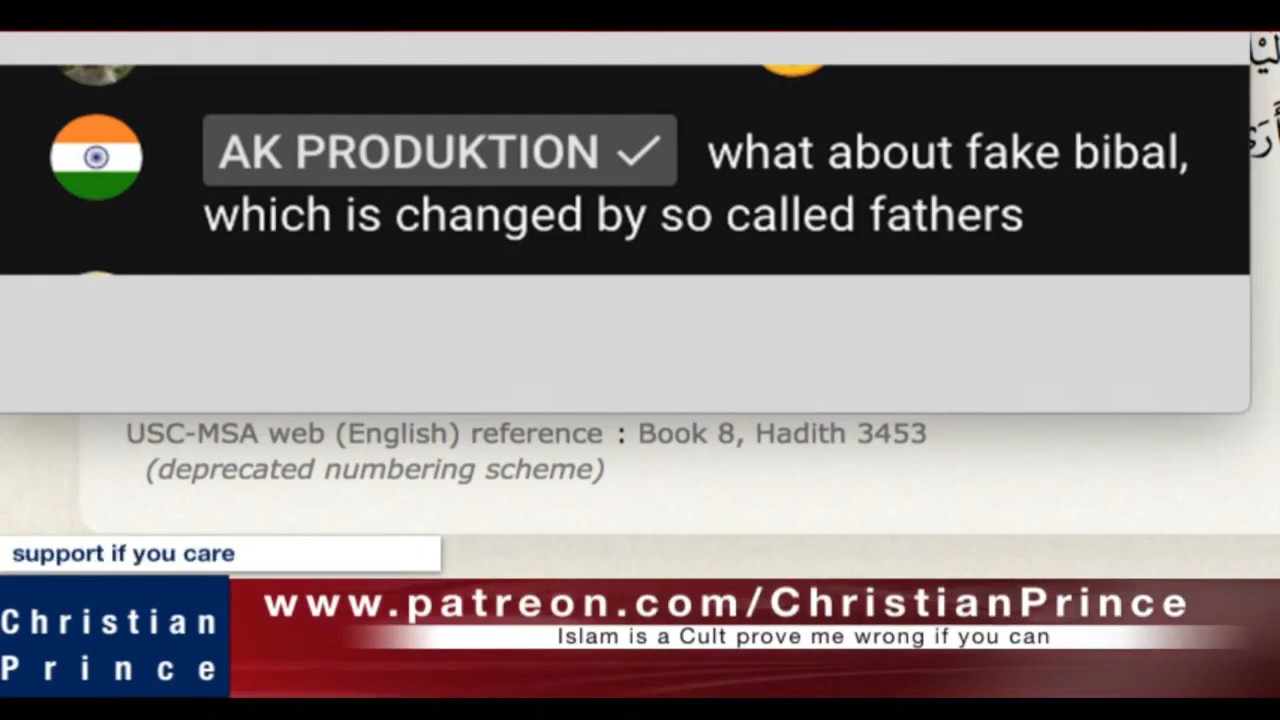 AK PRODUKTION ✓ what about fake bibal,
which is changed by so called fathers
USC-MSA web (English) reference : Book 8, Hadith 3453
(deprecated numbering scheme)
support if you care
Christian
Prince
www.patreon.com/ChristianPrince
Islam is a Cult prove me wrong if you can